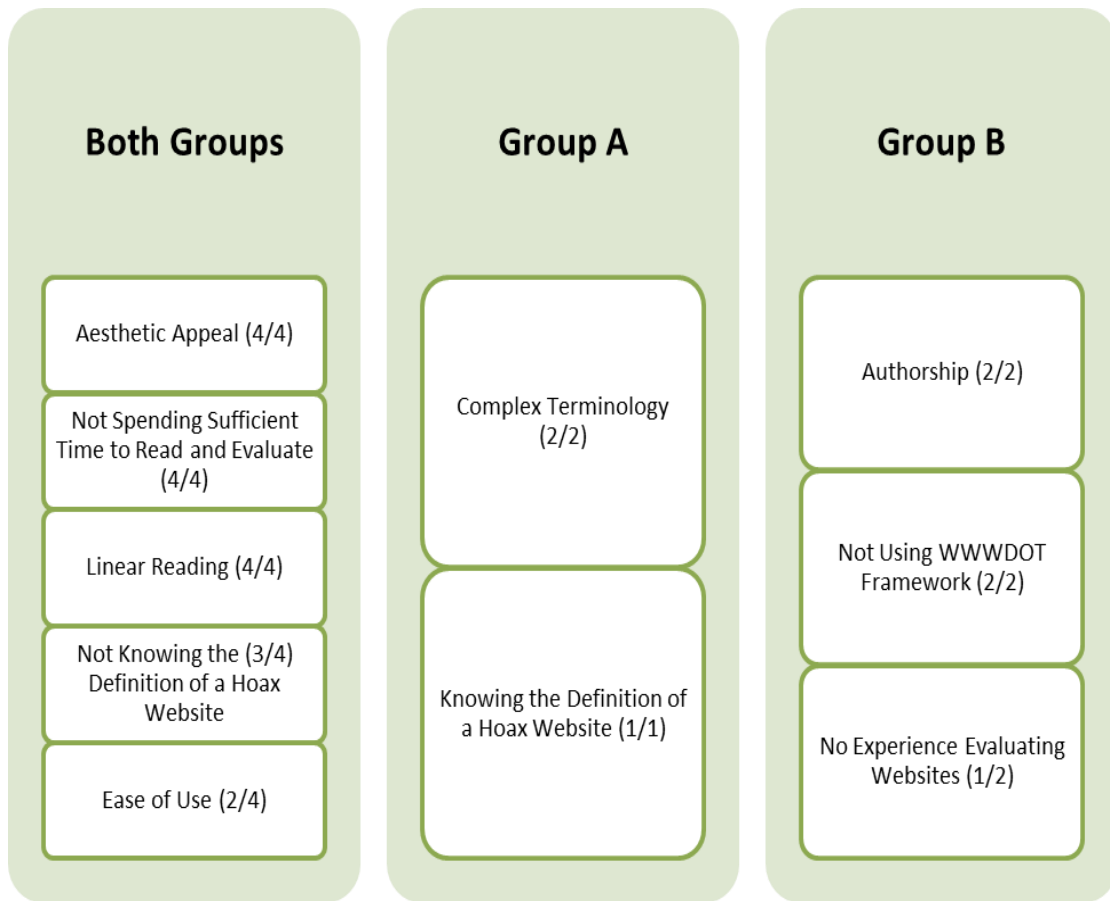 Both Groups
Aesthetic Appeal (4/4)
Not Spending Sufficient
Time to Read and Evaluate
(4/4)
Linear Reading (4/4)
Not Knowing the (3/4)
Definition of a Hoax
Website
Ease of Use (2/4)
Group A
Complex Terminology
(2/2)
Knowing the Definition of
a Hoax Website (1/1)
Group B
Authorship (2/2)
Not Using WWWDOT
Framework (2/2)
No Experience Evaluating
Websites (1/2)